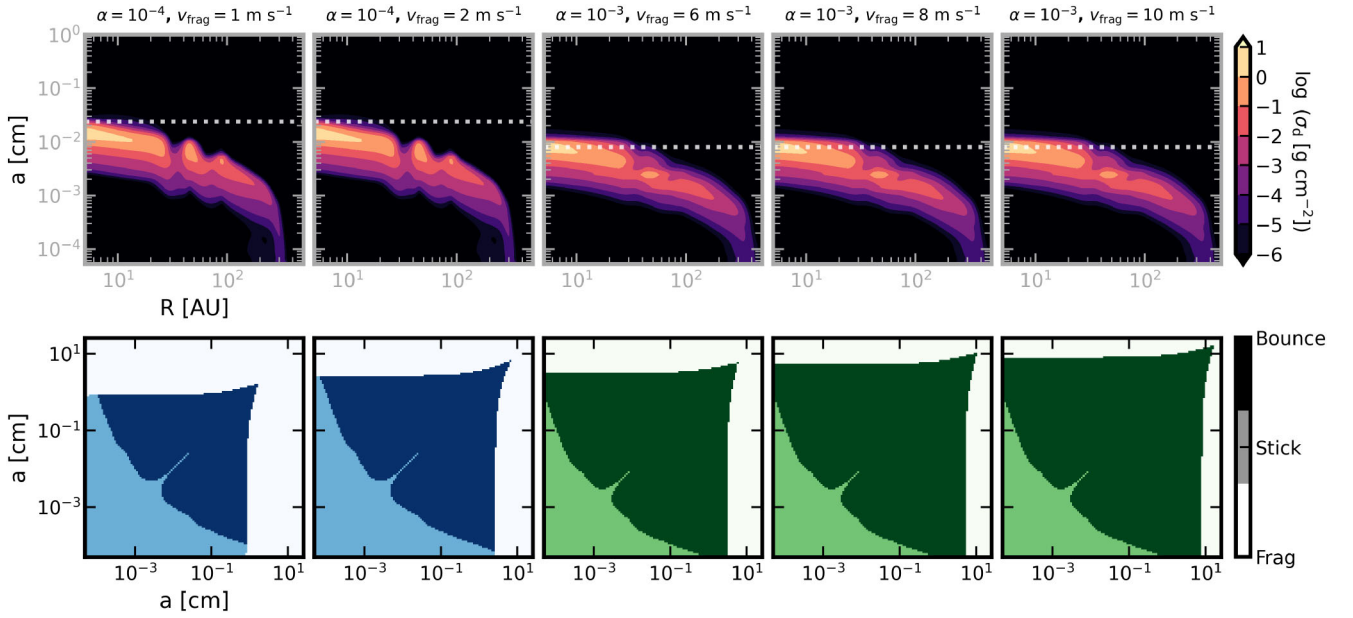 α = 10⁻⁴, v_frag = 1 m s⁻¹
α = 10⁻⁴, v_frag = 2 m s⁻¹
α = 10⁻³, v_frag = 6 m s⁻¹
α = 10⁻³, v_frag = 8 m s⁻¹
α = 10⁻³, v_frag = 10 m s⁻¹
a [cm]
10⁰
10⁻¹
10⁻²
10⁻³
10⁻⁴
10¹ 10²
10¹ 10²
10¹ 10²
10¹ 10²
10¹ 10²
R [AU]
1
0
−1
−2
−3
−4
−5
−6
log (σ_d [g cm⁻²])
a [cm]
10¹
10⁻¹
10⁻³
10⁻³ 10⁻¹ 10¹
10⁻³ 10⁻¹ 10¹
10⁻³ 10⁻¹ 10¹
10⁻³ 10⁻¹ 10¹
10⁻³ 10⁻¹ 10¹
a [cm]
Bounce
Stick
Frag